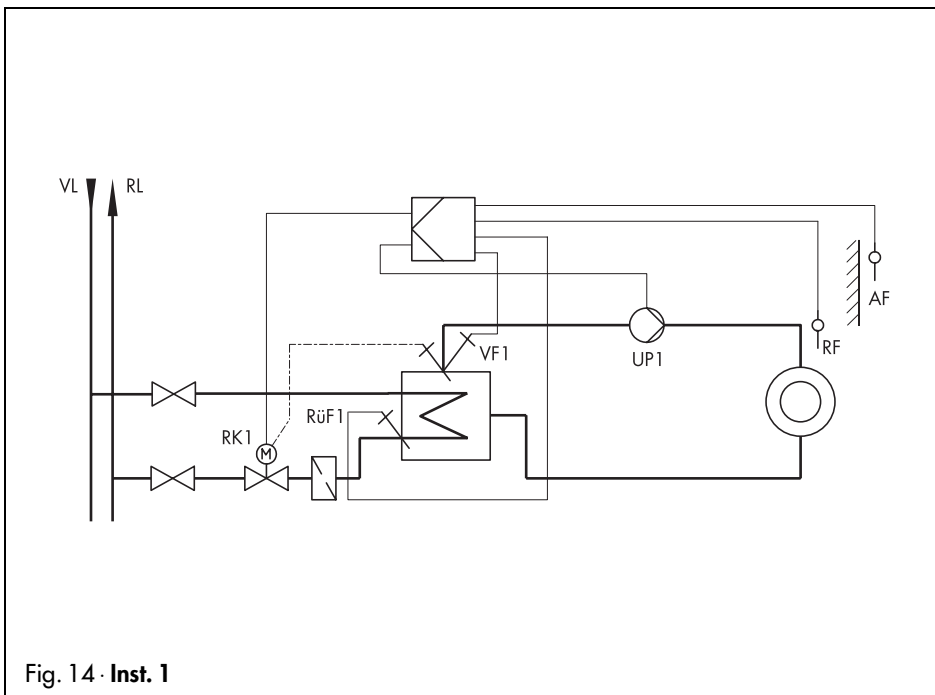 VL RL
AF
RF
VF1
UP1
RüF1
RK1
M
Fig. 14 · Inst. 1